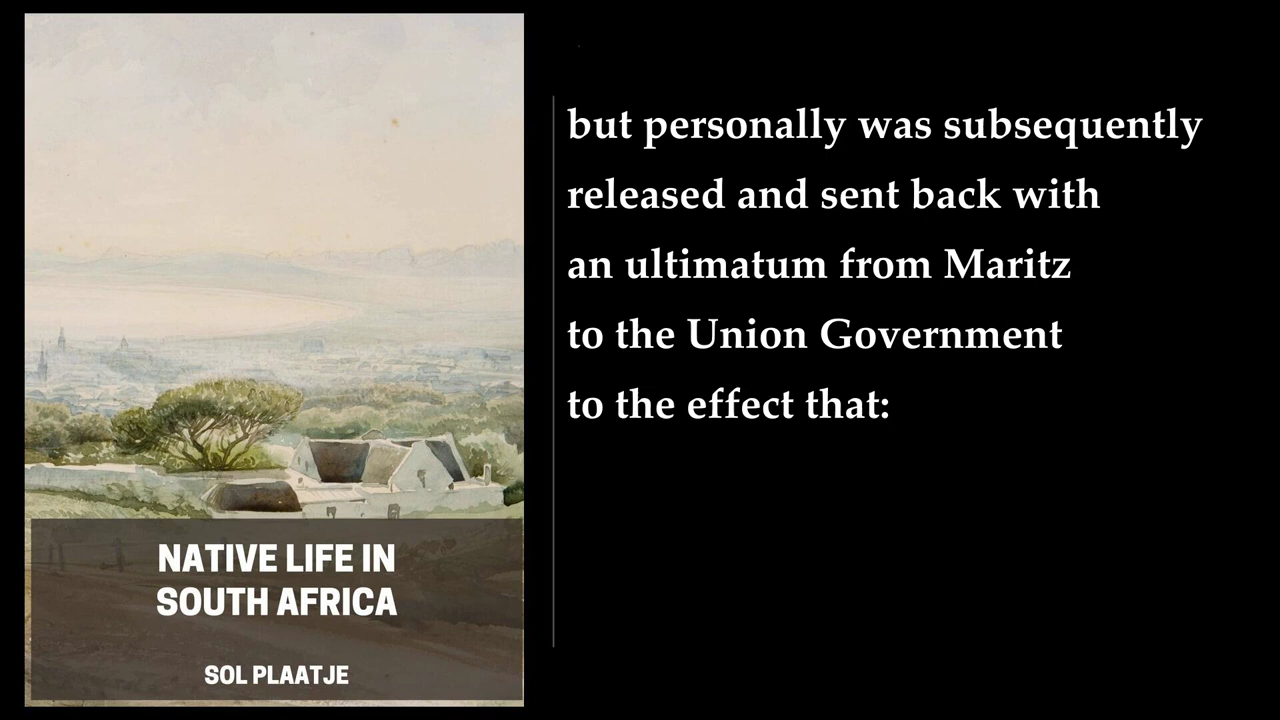 but personally was subsequently
released and sent back with
an ultimatum from Maritz
to the Union Government
to the effect that:
NATIVE LIFE IN
SOUTH AFRICA
SOL PLAATJE